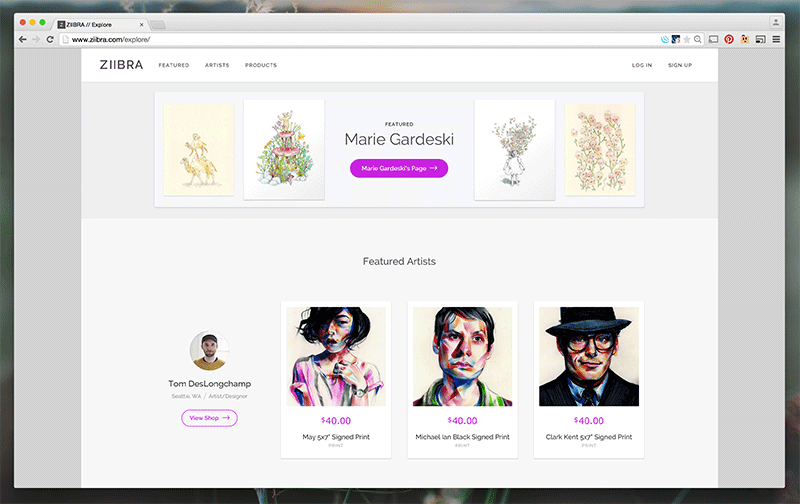 ZIIBRA // Explore
www.ziibra.com/explore/
ZIIBRA FEATURED ARTISTS PRODUCTS LOG IN SIGN UP
FEATURED
Marie Gardeski
Marie Gardeski's Page →
Featured Artists
Tom DesLongchamp
Seattle, WA / Artist/Designer
View Shop →
$40.00
May 5x7" Signed Print
PRINT
$40.00
Michael Ian Black Signed Print
PRINT
$40.00
Clark Kent 5x7" Signed Print
PRINT